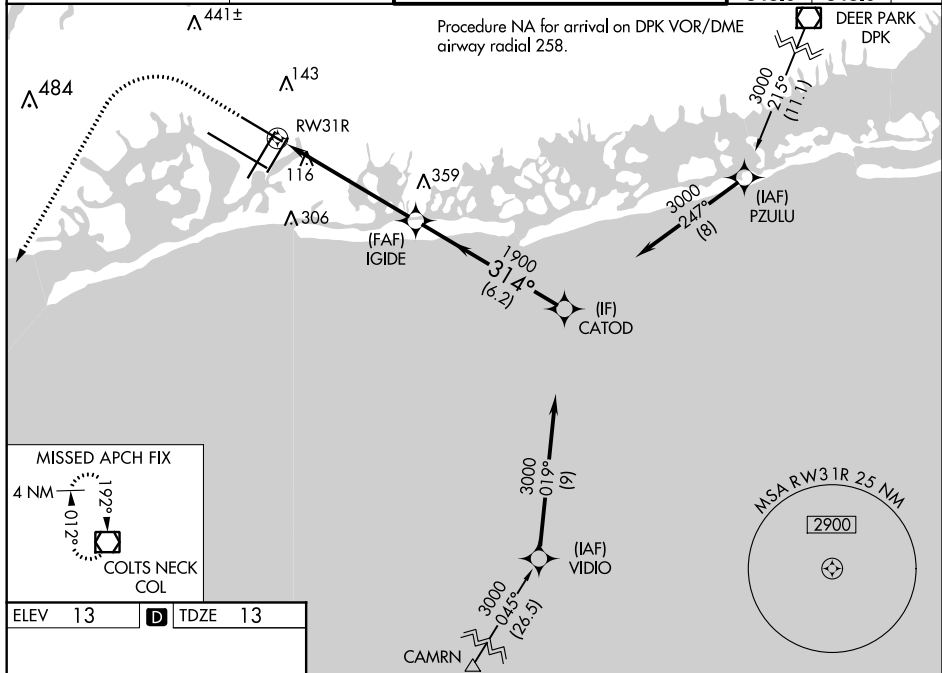 441±
Procedure NA for arrival on DPK VOR/DME
airway radial 258.
DEER PARK
DPK
484
143
3000
215°
(11.1)
RW31R
116
359
3000
247°
(8)
(IAF)
PZULU
306
(FAF)
IGIDE
1900
314°
(6.2)
(IF)
CATOD
MISSED APCH FIX
4 NM
192°
012°
COLTS NECK
COL
3000
019°
(9)
(IAF)
VIDIO
MSA RW31R 25 NM
2900
3000
045°
(26.5)
CAMRN
ELEV 13 D TDZE 13